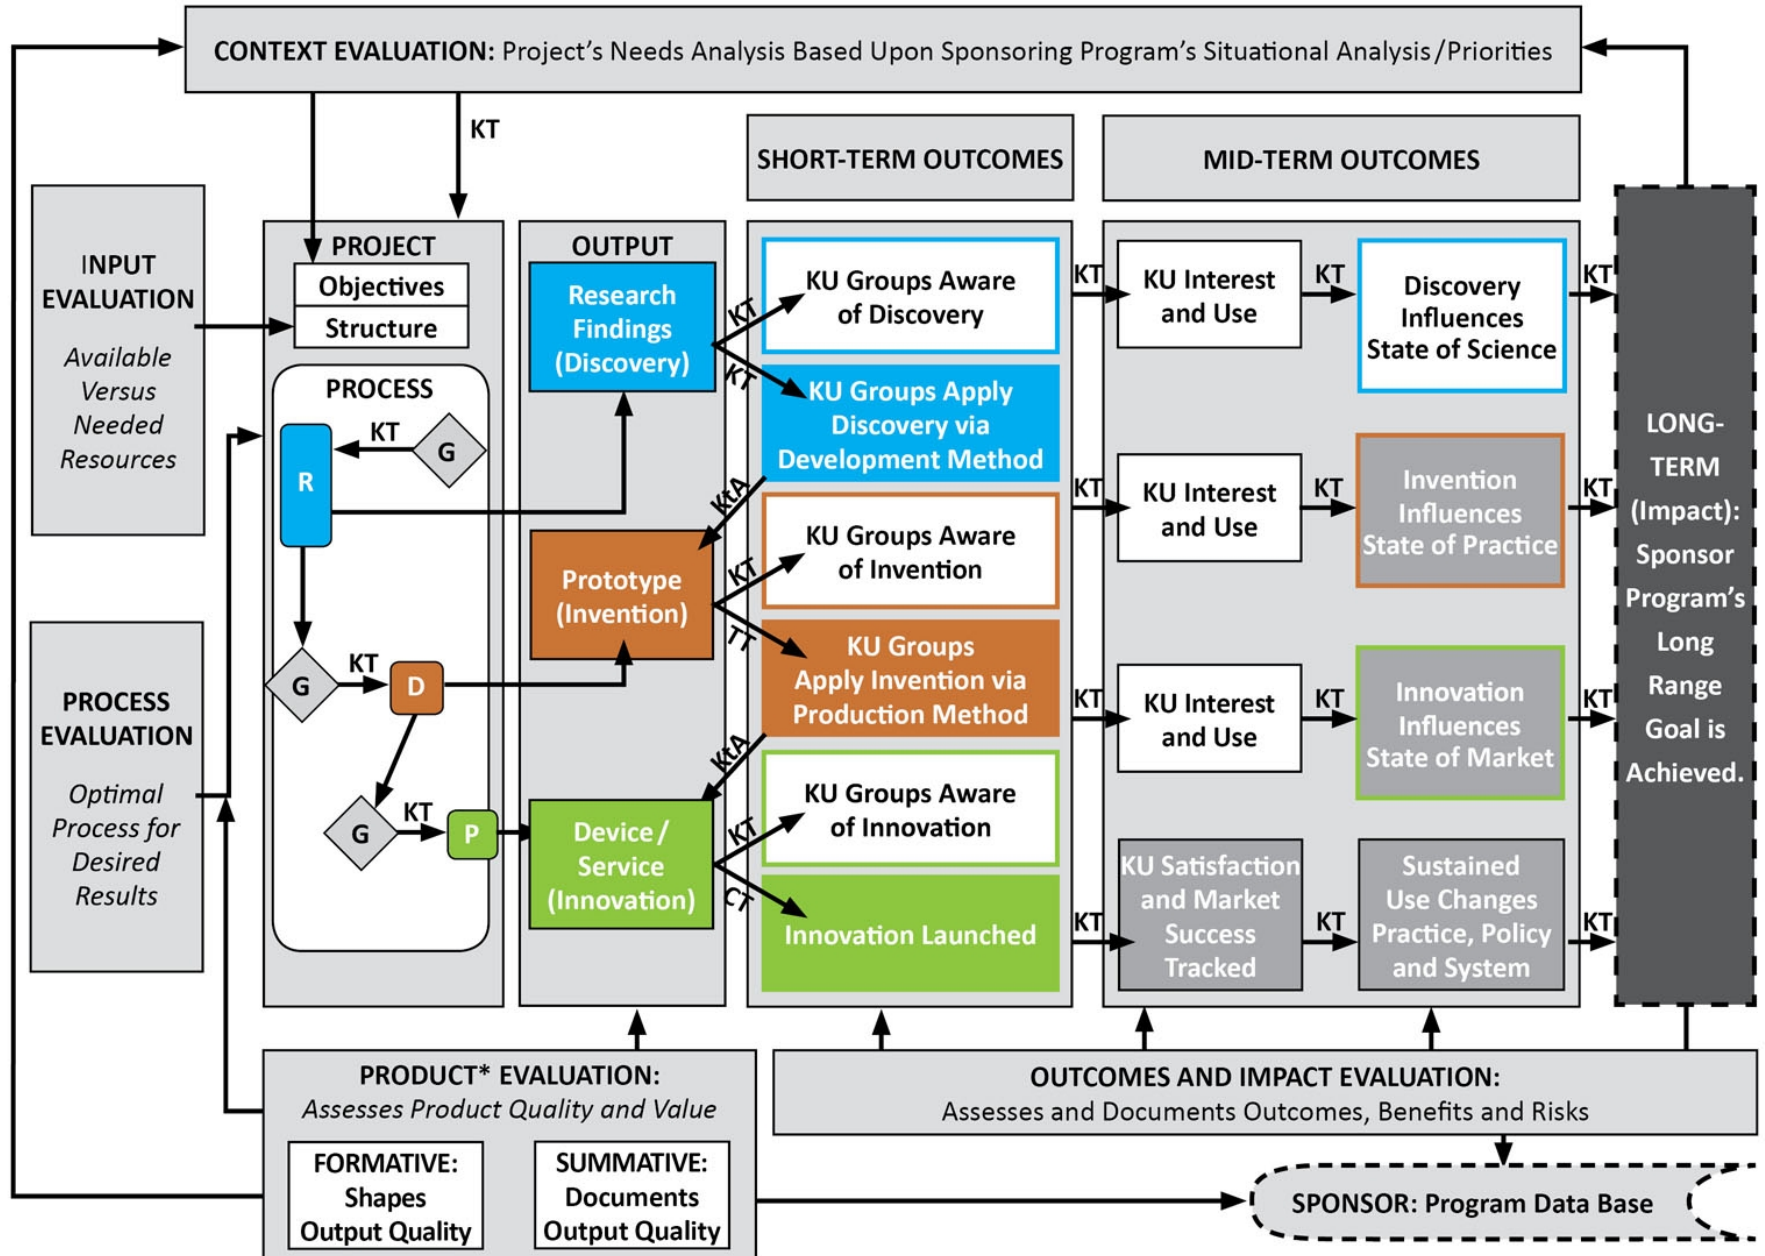 CONTEXT EVALUATION: Project's Needs Analysis Based Upon Sponsoring Program's Situational Analysis/Priorities
KT
SHORT-TERM OUTCOMES
MID-TERM OUTCOMES
INPUT
EVALUATION
Available
Versus
Needed
Resources
PROCESS
EVALUATION
Optimal
Process for
Desired
Results
PROJECT
Objectives
Structure
PROCESS
R
KT
G
G
KT
D
G
KT
P
OUTPUT
Research
Findings
(Discovery)
Prototype
(Invention)
Device/
Service
(Innovation)
KT
KT
KtA
KT
TT
KtA
KT
CT
KU Groups Aware
of Discovery
KU Groups Apply
Discovery via
Development Method
KU Groups Aware
of Invention
KU Groups
Apply Invention via
Production Method
KU Groups Aware
of Innovation
Innovation Launched
KT
KU Interest
and Use
KT
Discovery
Influences
State of Science
KT
KT
KU Interest
and Use
KT
Invention
Influences
State of Practice
KT
KT
KU Interest
and Use
KT
Innovation
Influences
State of Market
KT
KT
KU Satisfaction
and Market
Success
Tracked
KT
Sustained
Use Changes
Practice, Policy
and System
KT
LONG-
TERM
(Impact):
Sponsor
Program's
Long
Range
Goal is
Achieved.
PRODUCT* EVALUATION:
Assesses Product Quality and Value
FORMATIVE:
Shapes
Output Quality
SUMMATIVE:
Documents
Output Quality
OUTCOMES AND IMPACT EVALUATION:
Assesses and Documents Outcomes, Benefits and Risks
SPONSOR: Program Data Base